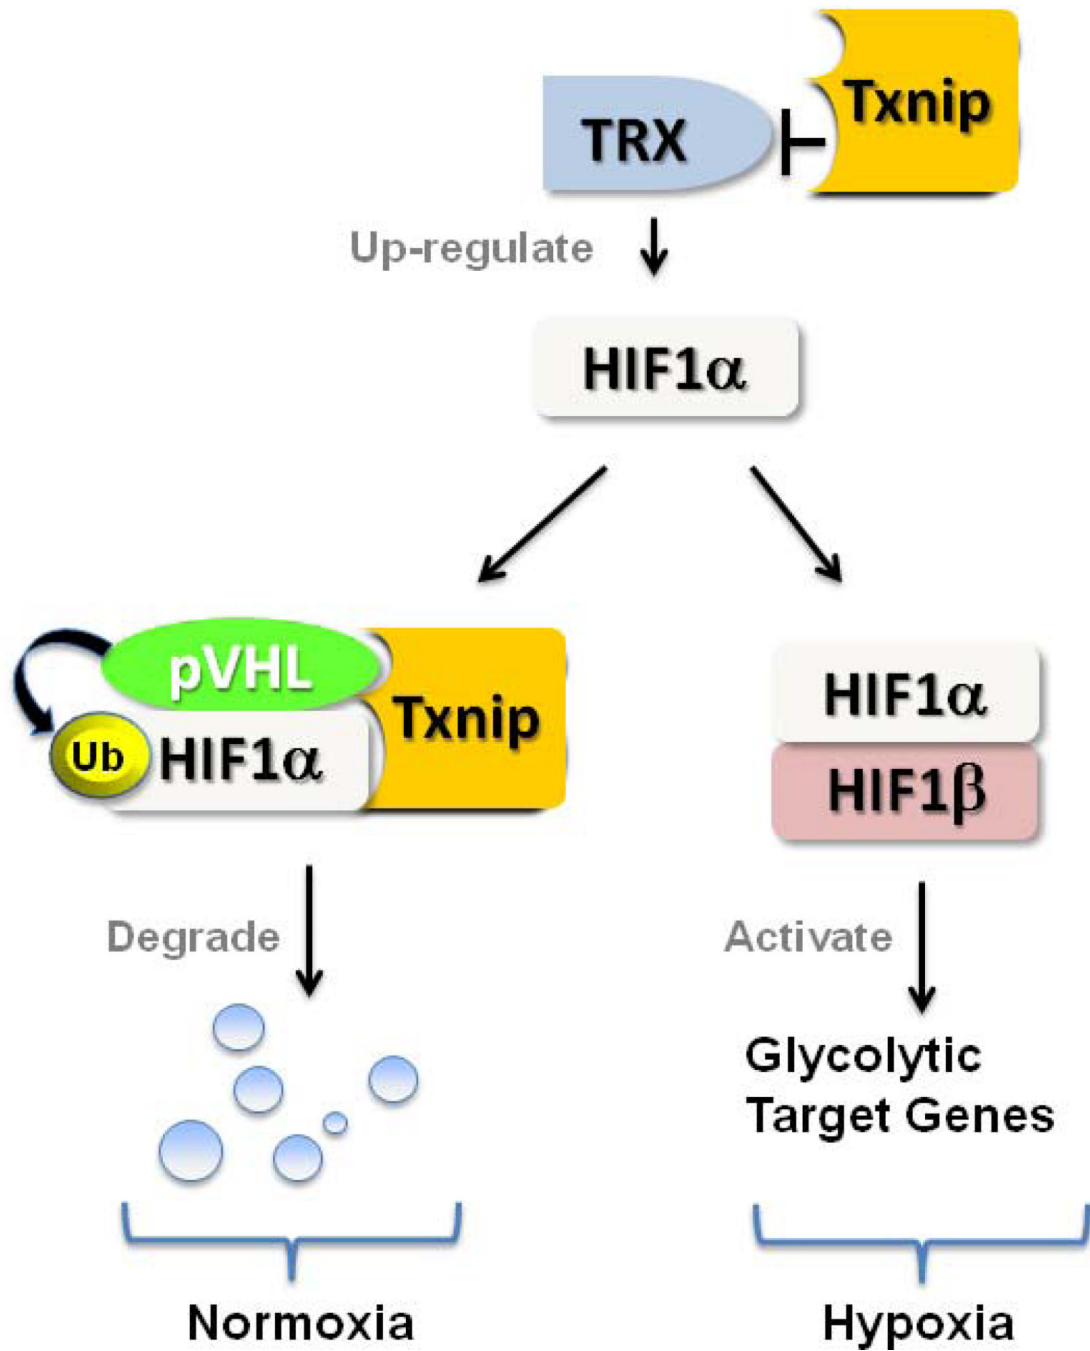 Txnip
TRX
Up-regulate
HIF1α
pVHL
Txnip
Ub
HIF1α
HIF1α
HIF1β
Degrade
Activate
Glycolytic
Target Genes
Normoxia
Hypoxia